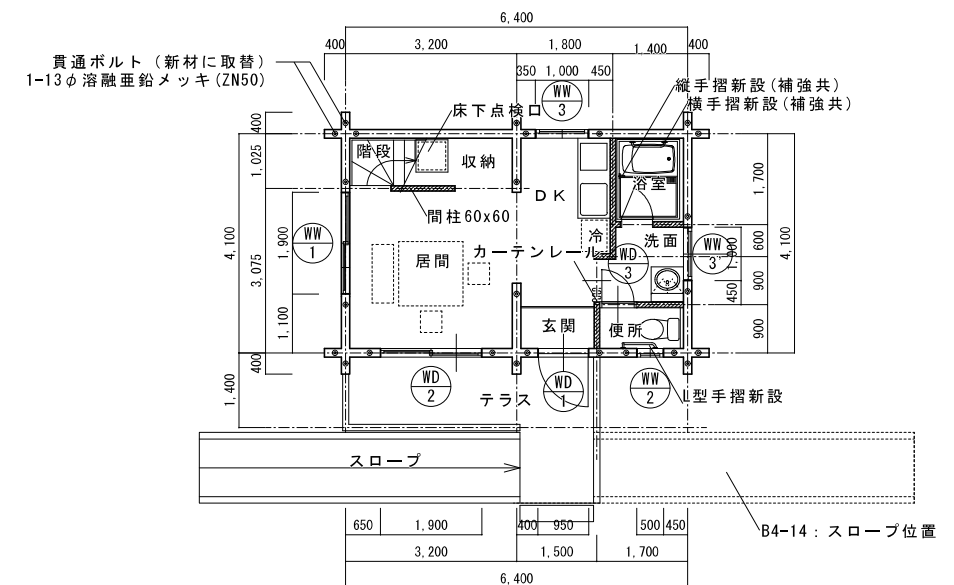 6,400
400
3,200
1,800
1,400
400
貫通ボルト（新材に取替）
1-13φ溶融亜鉛メッキ(ZN50)
350
1,000
450
WW
3
縦手摺新設(補強共)
横手摺新設(補強共)
床下点検口
400
1,025
4,100
3,075
1,900
1,100
400
1,400
階段
収納
DK
浴室
間柱60x60
冷
洗面
カーテンレール
居間
WW
1
WD
3
WW
3'
1,700
600
1,000
900
450
900
4,100
玄関
便所
WD
2
WD
1
WW
2
L型手摺新設
テラス
スロープ
B4-14：スロープ位置
650
1,900
400
950
500
450
3,200
1,500
1,700
6,400